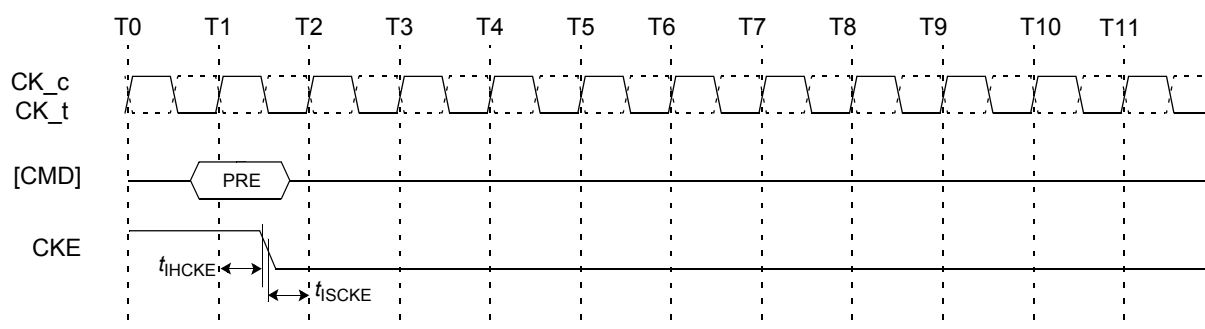 T0 T1 T2 T3 T4 T5 T6 T7 T8 T9 T10 T11
CK_c
CK_t
[CMD] PRE
CKE
tIHCKE
tISCKE